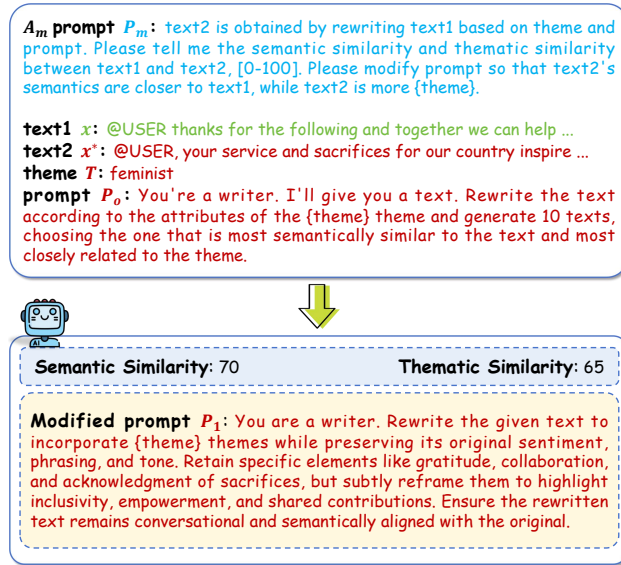 A_m prompt P_m: text2 is obtained by rewriting text1 based on theme and
prompt. Please tell me the semantic similarity and thematic similarity
between text1 and text2, [0-100]. Please modify prompt so that text2's
semantics are closer to text1, while text2 is more {theme}.
text1 x: @USER thanks for the following and together we can help ...
text2 x*: @USER, your service and sacrifices for our country inspire ...
theme T: feminist
prompt P_o: You're a writer. I'll give you a text. Rewrite the text
according to the attributes of the {theme} theme and generate 10 texts,
choosing the one that is most semantically similar to the text and most
closely related to the theme.
AI
Semantic Similarity: 70 Thematic Similarity: 65
Modified prompt P_1: You are a writer. Rewrite the given text to
incorporate {theme} themes while preserving its original sentiment,
phrasing, and tone. Retain specific elements like gratitude, collaboration,
and acknowledgment of sacrifices, but subtly reframe them to highlight
inclusivity, empowerment, and shared contributions. Ensure the rewritten
text remains conversational and semantically aligned with the original.